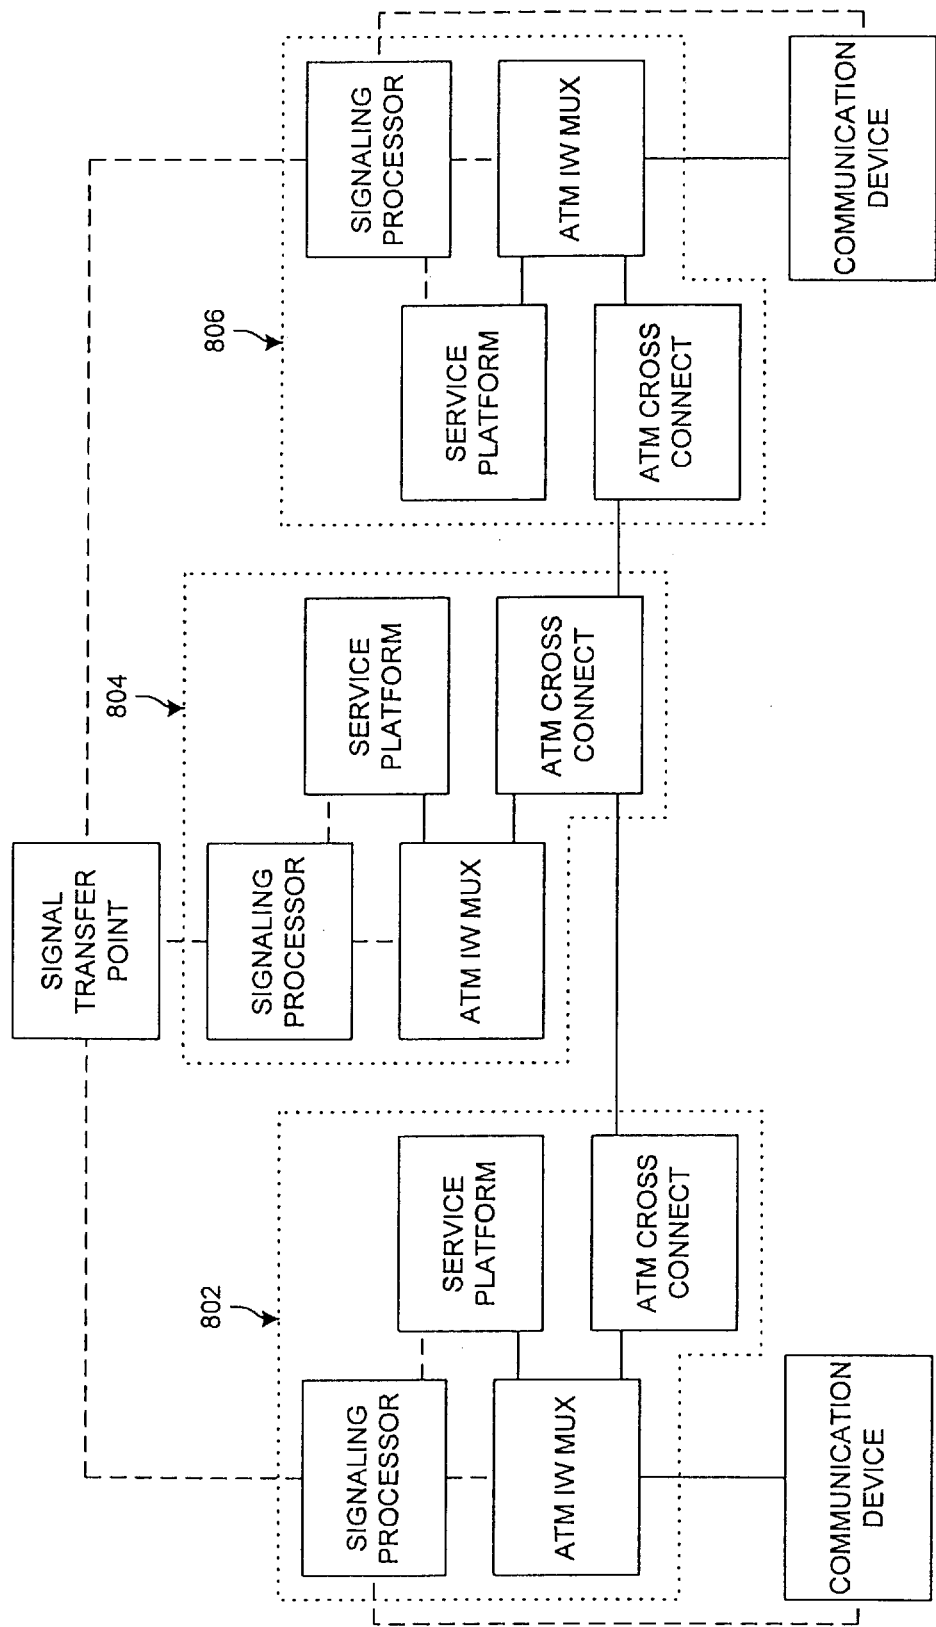 SIGNAL
TRANSFER
POINT
802
SIGNALING
PROCESSOR
SERVICE
PLATFORM
ATM IW MUX
ATM CROSS
CONNECT
COMMUNICATION
DEVICE
804
SIGNALING
PROCESSOR
SERVICE
PLATFORM
ATM IW MUX
ATM CROSS
CONNECT
806
SIGNALING
PROCESSOR
SERVICE
PLATFORM
ATM IW MUX
ATM CROSS
CONNECT
COMMUNICATION
DEVICE